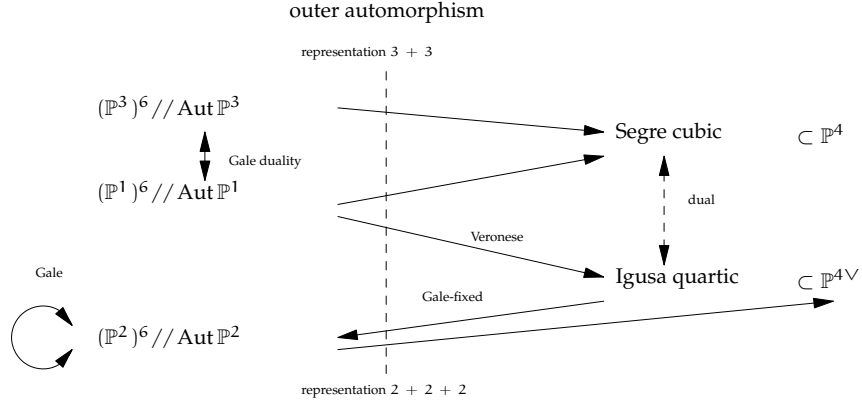 outer automorphism
representation 3 + 3
(ℙ³)⁶ // Aut ℙ³
Segre cubic ⊂ ℙ⁴
Gale duality
(ℙ¹)⁶ // Aut ℙ¹
dual
Veronese
Gale
Igusa quartic ⊂ ℙ⁴∨
Gale-fixed
(ℙ²)⁶ // Aut ℙ²
representation 2 + 2 + 2